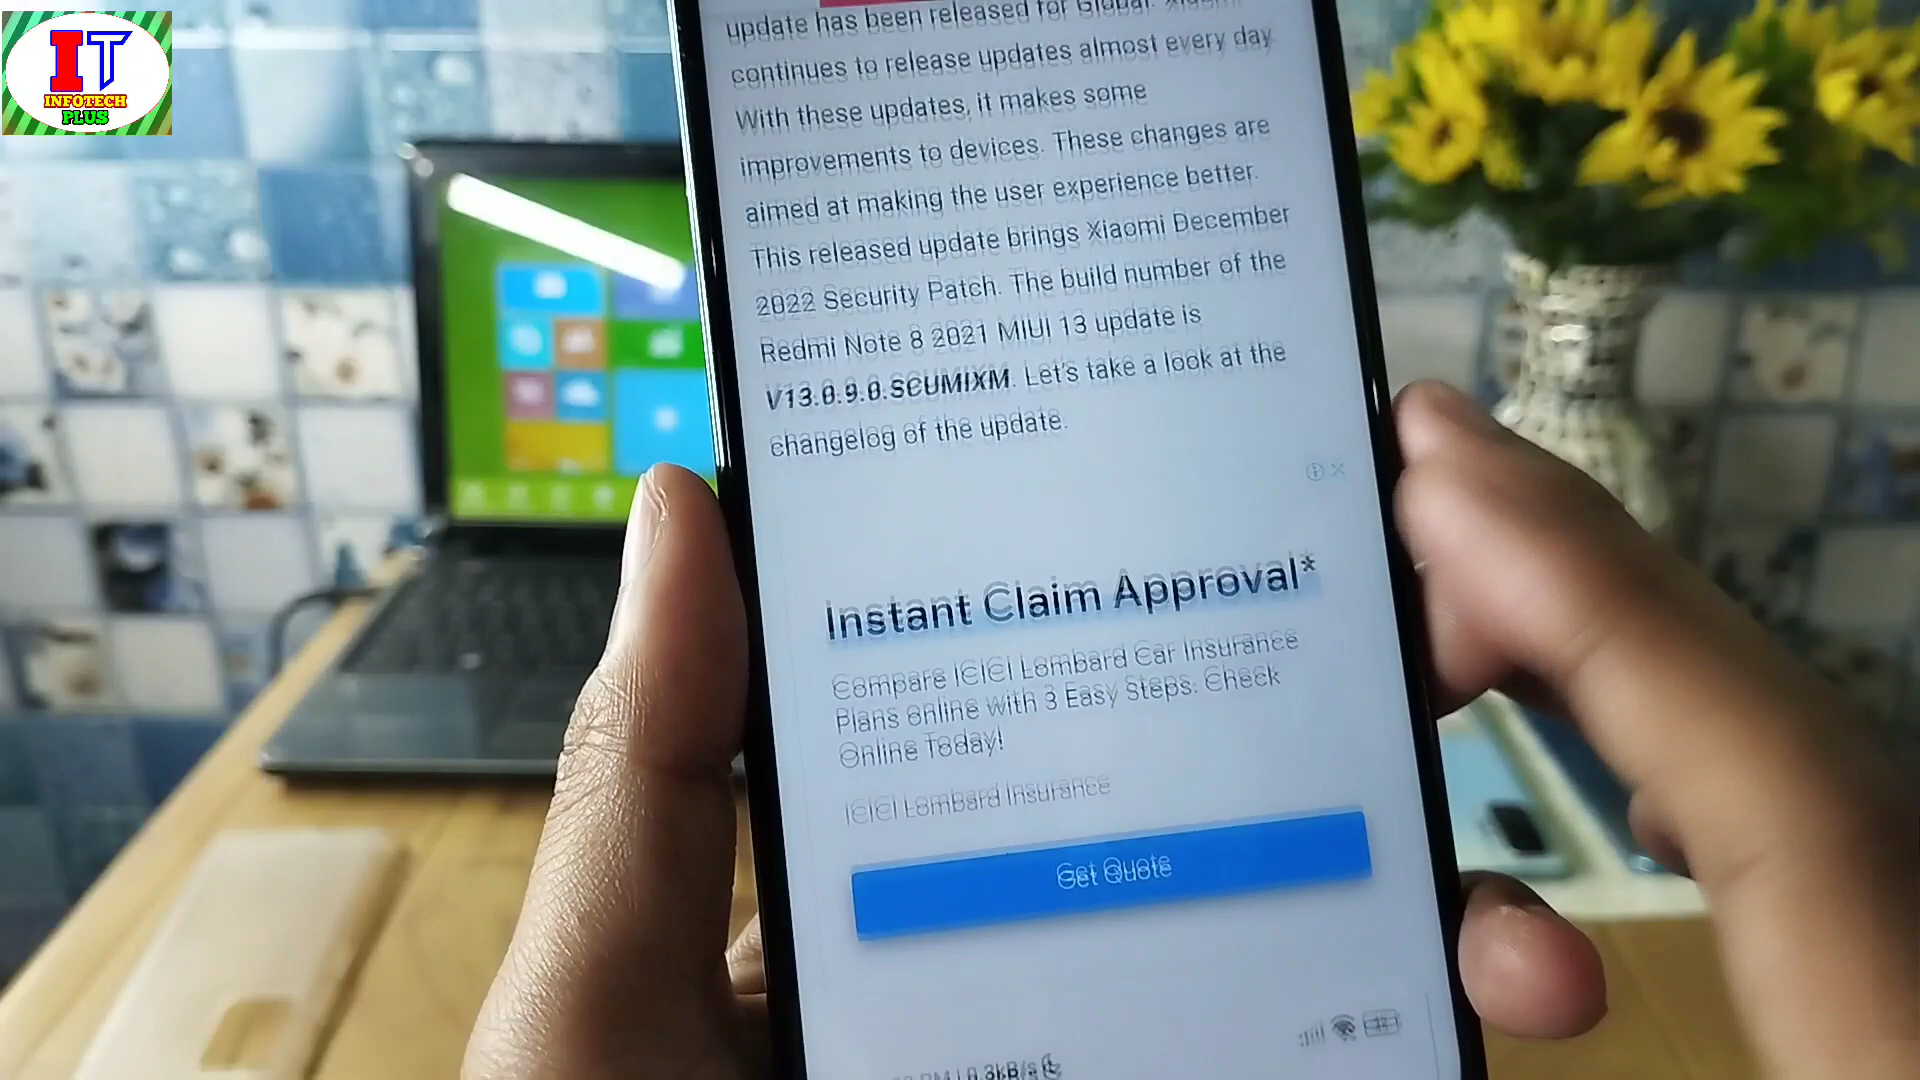 IT
INFOTECH
PLUS
update has been released for Global. Xiaomi
continues to release updates almost every day.
With these updates, it makes some
improvements to devices. These changes are
aimed at making the user experience better.
This released update brings Xiaomi December
2022 Security Patch. The build number of the
Redmi Note 8 2021 MIUI 13 update is
V13.0.9.0.SCUMIXM. Let's take a look at the
changelog of the update.
Instant Claim Approval*
Compare ICICI Lombard Car Insurance
Plans online with 3 Easy Steps. Check
Online Today!
ICICI Lombard Insurance
Get Quote
PM | 0.3kB/s